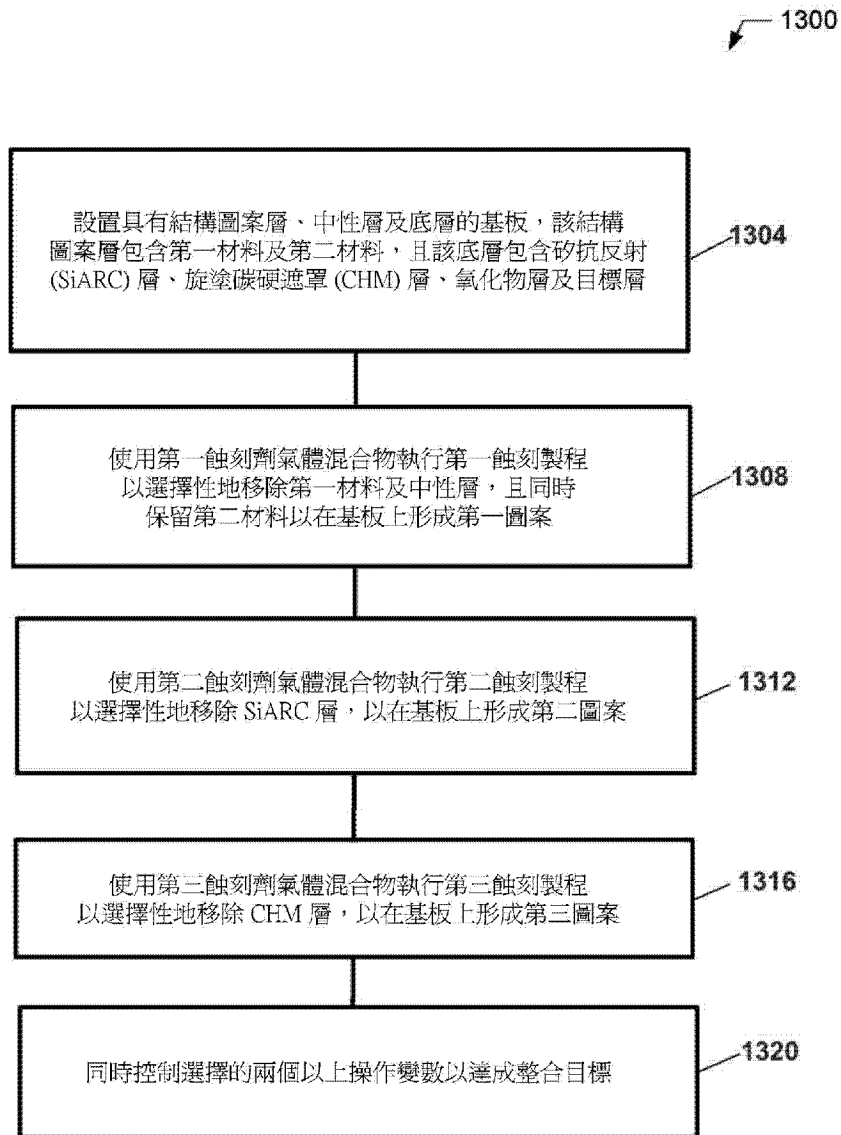 1300
設置具有結構圖案層、中性層及底層的基板,該結構
圖案層包含第一材料及第二材料,且該底層包含矽抗反射
(SiARC) 層、旋塗碳硬遮罩 (CHM) 層、氧化物層及目標層
1304
使用第一蝕刻劑氣體混合物執行第一蝕刻製程
以選擇性地移除第一材料及中性層,且同時
保留第二材料以在基板上形成第一圖案
1308
使用第二蝕刻劑氣體混合物執行第二蝕刻製程
以選擇性地移除 SiARC 層,以在基板上形成第二圖案
1312
使用第三蝕刻劑氣體混合物執行第三蝕刻製程
以選擇性地移除 CHM 層,以在基板上形成第三圖案
1316
同時控制選擇的兩個以上操作變數以達成整合目標
1320